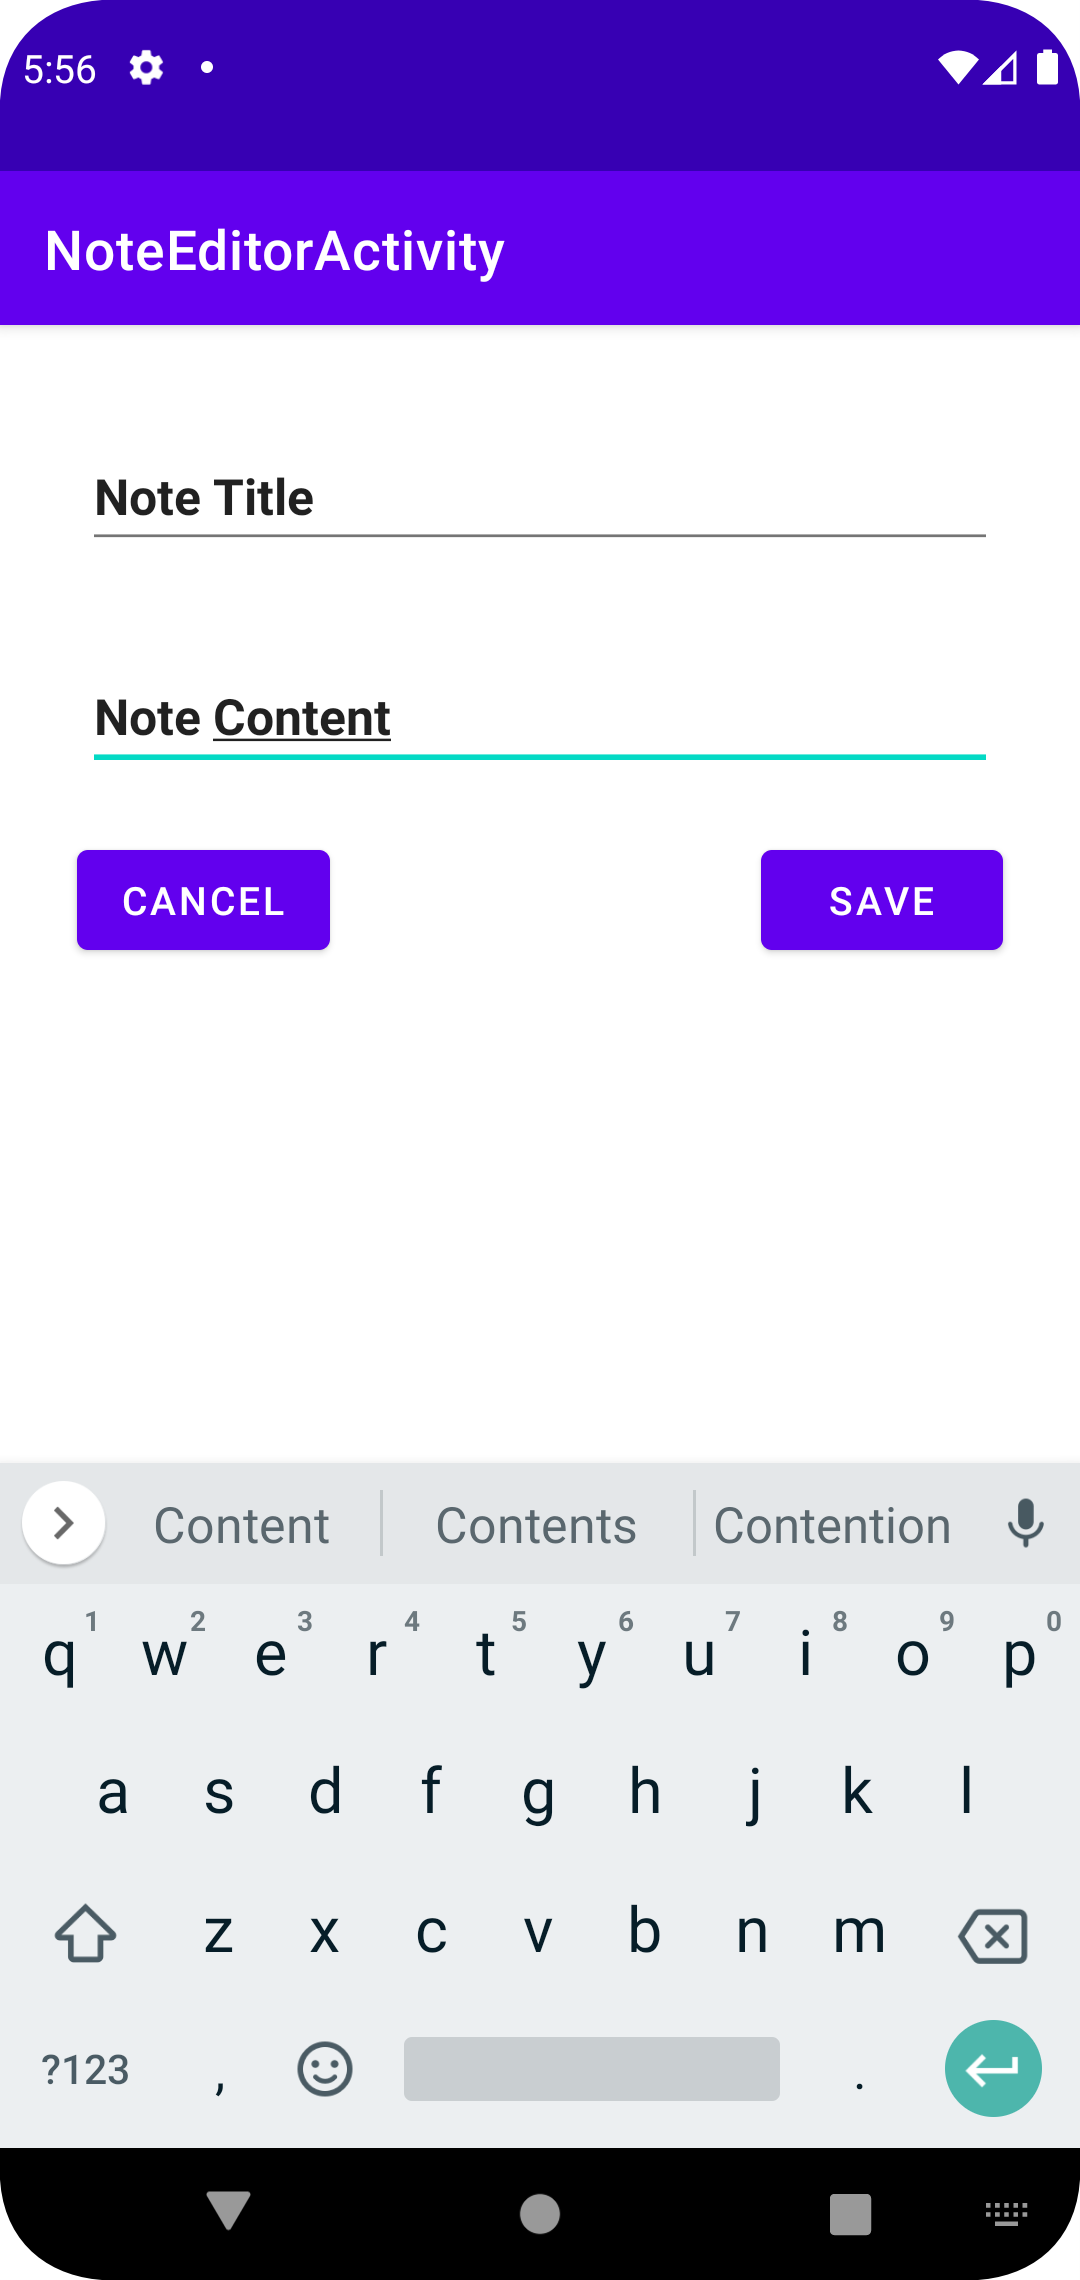 5:56
NoteEditorActivity
Note Title
Note Content
CANCEL SAVE
Content Contents Contention
1 2 3 4 5 6 7 8 9 0
q w e r t y u i o p
a s d f g h j k l
z x c v b n m
?123 , .